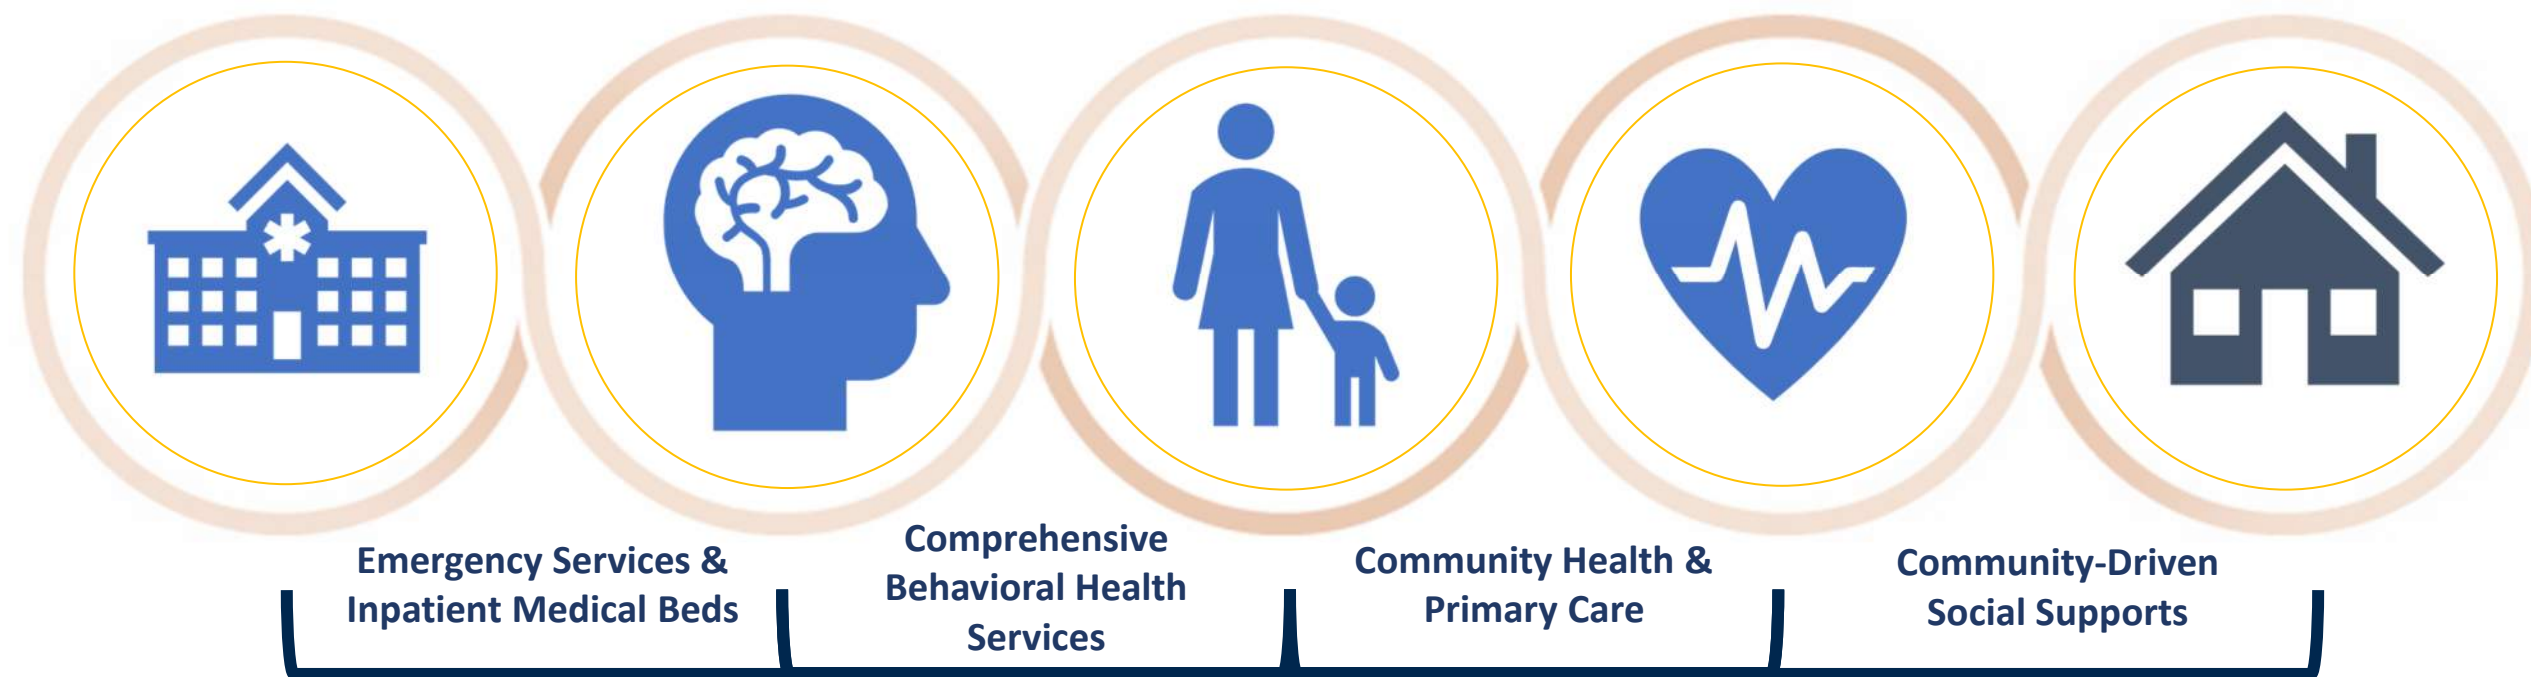 Emergency Services &
Inpatient Medical Beds
Comprehensive
Behavioral Health
Services
Community Health &
Primary Care
Community-Driven
Social Supports